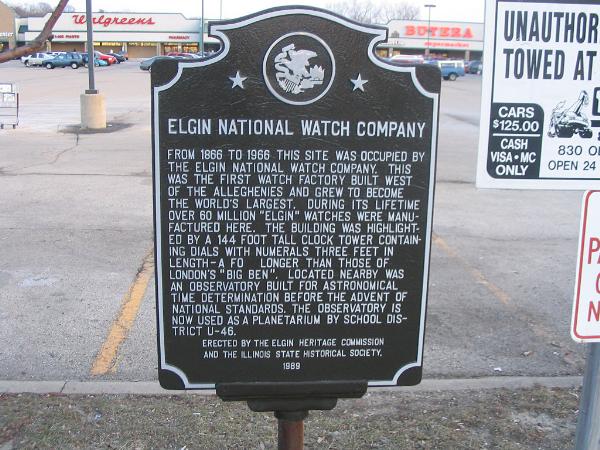 Walgreens
PHARMACY
BUTERA
supermarket
ELGIN NATIONAL WATCH COMPANY
FROM 1866 TO 1966 THIS SITE WAS OCCUPIED BY
THE ELGIN NATIONAL WATCH COMPANY. THIS
WAS THE FIRST WATCH FACTORY BUILT WEST
OF THE ALLEGHENIES AND GREW TO BECOME
THE WORLD'S LARGEST. DURING ITS LIFETIME
OVER 60 MILLION "ELGIN" WATCHES WERE MANU-
FACTURED HERE. THE BUILDING WAS HIGHLIGHT-
ED BY A 144 FOOT TALL CLOCK TOWER CONTAIN-
ING DIALS WITH NUMERALS THREE FEET IN
LENGTH-A FO LONGER THAN THOSE OF
LONDON'S "BIG BEN". LOCATED NEARBY WAS
AN OBSERVATORY BUILT FOR ASTRONOMICAL
TIME DETERMINATION BEFORE THE ADVENT OF
NATIONAL STANDARDS. THE OBSERVATORY IS
NOW USED AS A PLANETARIUM BY SCHOOL DIS-
TRICT U-46.
ERECTED BY THE ELGIN HERITAGE COMMISSION
AND THE ILLINOIS STATE HISTORICAL SOCIETY,
1989
UNAUTHOR
TOWED AT
CARS
$125.00
CASH
VISA•MC
ONLY
830
OPEN 24